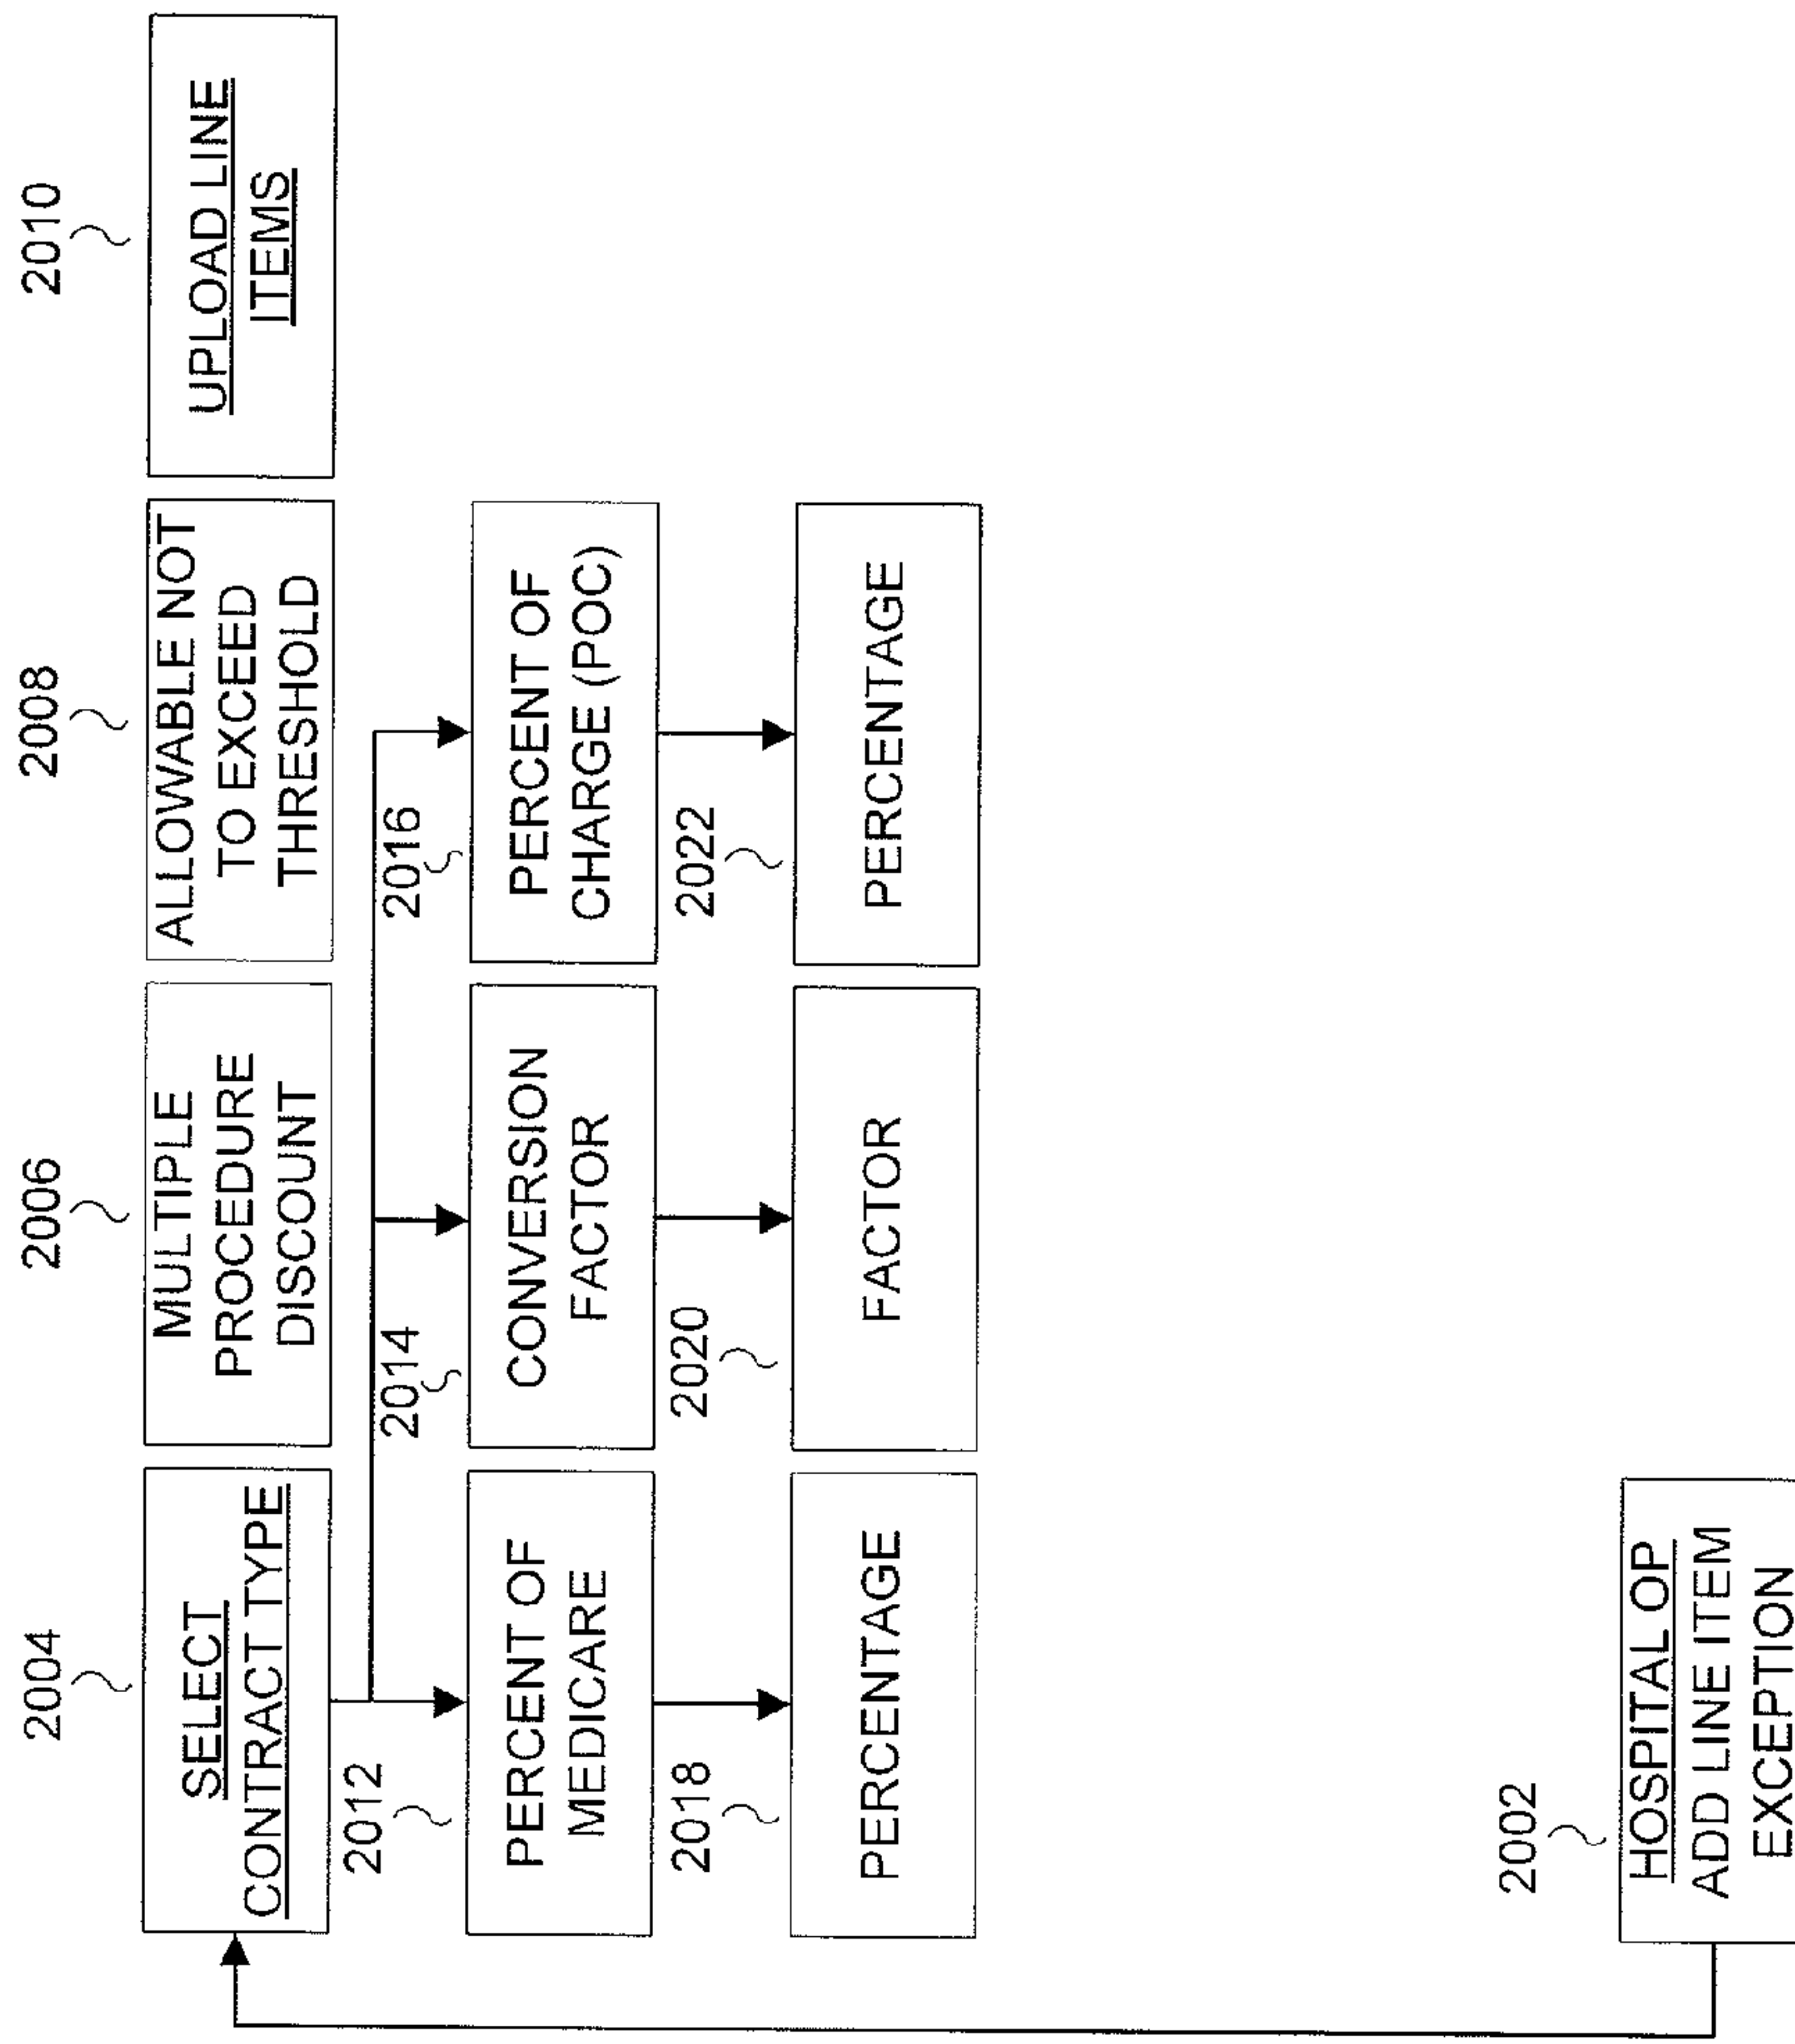 2004
SELECT
CONTRACT TYPE
2006
MULTIPLE
PROCEDURE
DISCOUNT
2008
ALLOWABLE NOT
TO EXCEED
THRESHOLD
2010
UPLOAD LINE
ITEMS
2012
PERCENT OF
MEDICARE
2014
CONVERSION
FACTOR
2016
PERCENT OF
CHARGE (POC)
2018
PERCENTAGE
2020
FACTOR
2022
PERCENTAGE
2002
HOSPITAL OP
ADD LINE ITEM
EXCEPTION